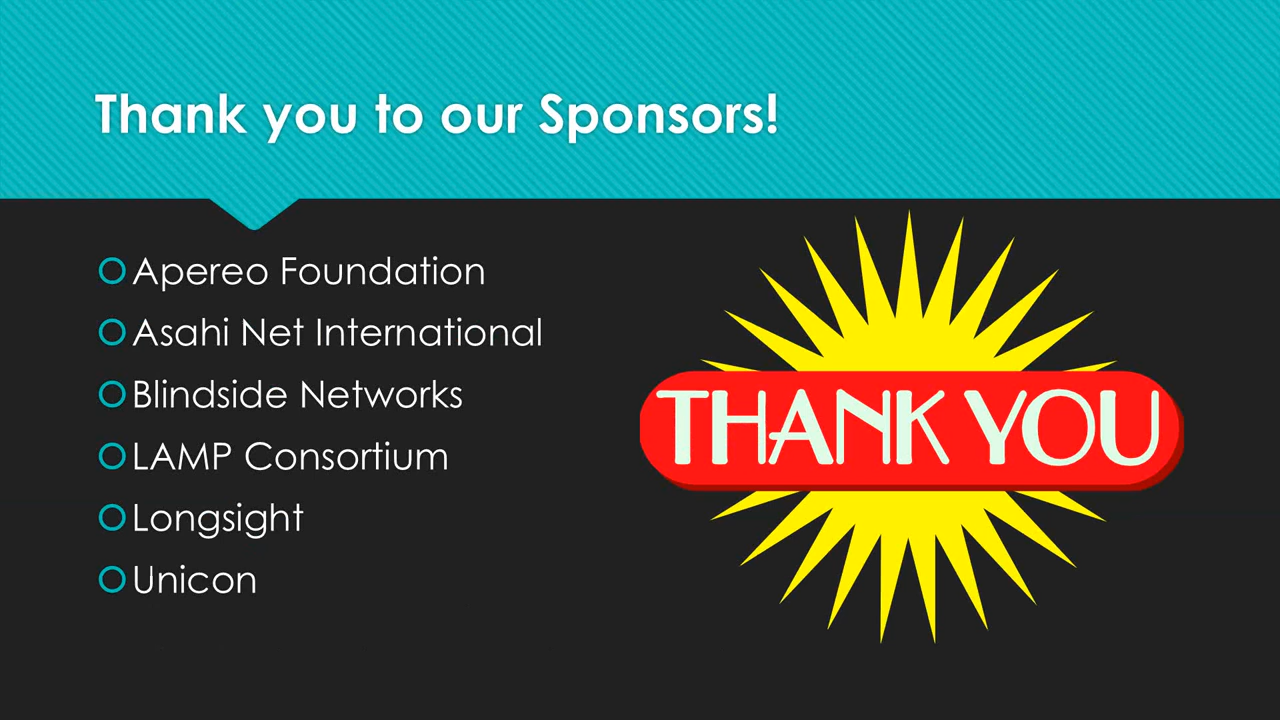 Thank you to our Sponsors!
Apereo Foundation
Asahi Net International
Blindside Networks
LAMP Consortium
Longsight
Unicon
THANK YOU